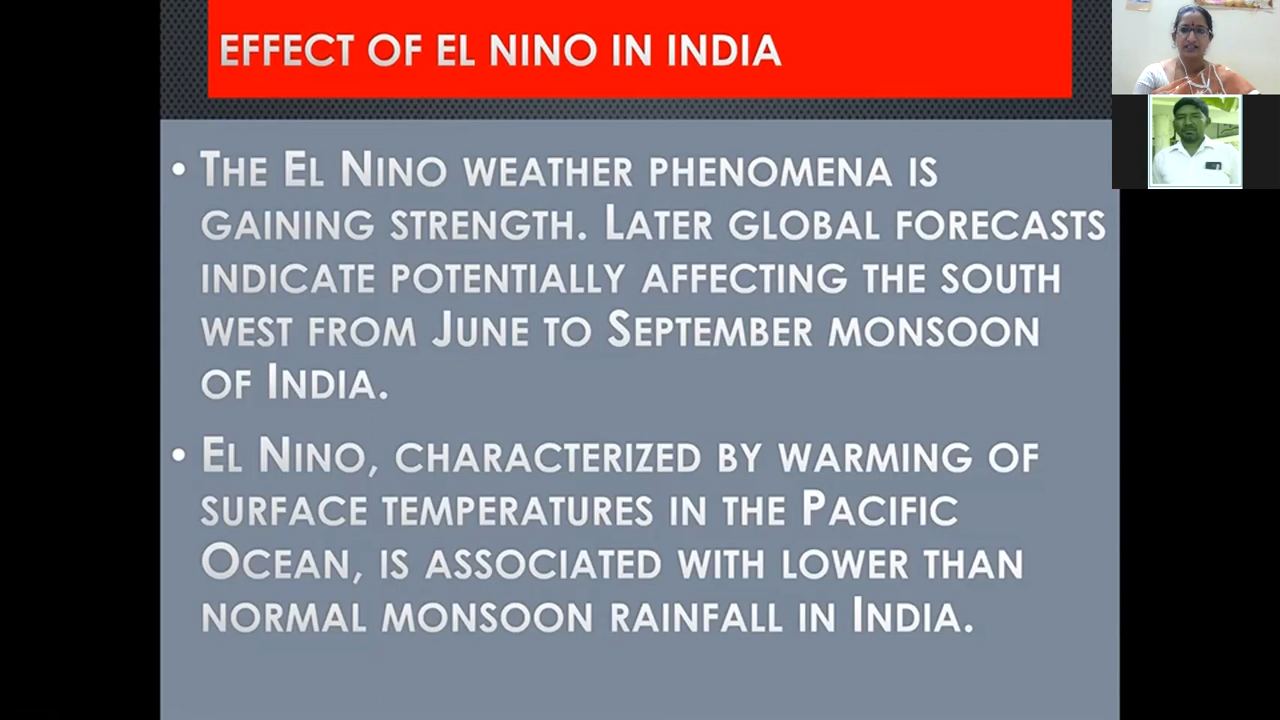 EFFECT OF EL NINO IN INDIA
• THE EL NINO WEATHER PHENOMENA IS
GAINING STRENGTH. LATER GLOBAL FORECASTS
INDICATE POTENTIALLY AFFECTING THE SOUTH
WEST FROM JUNE TO SEPTEMBER MONSOON
OF INDIA.
• EL NINO, CHARACTERIZED BY WARMING OF
SURFACE TEMPERATURES IN THE PACIFIC
OCEAN, IS ASSOCIATED WITH LOWER THAN
NORMAL MONSOON RAINFALL IN INDIA.